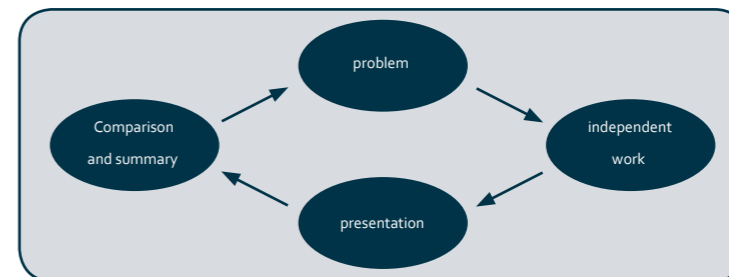 problem
Comparison
and summary
independent
work
presentation